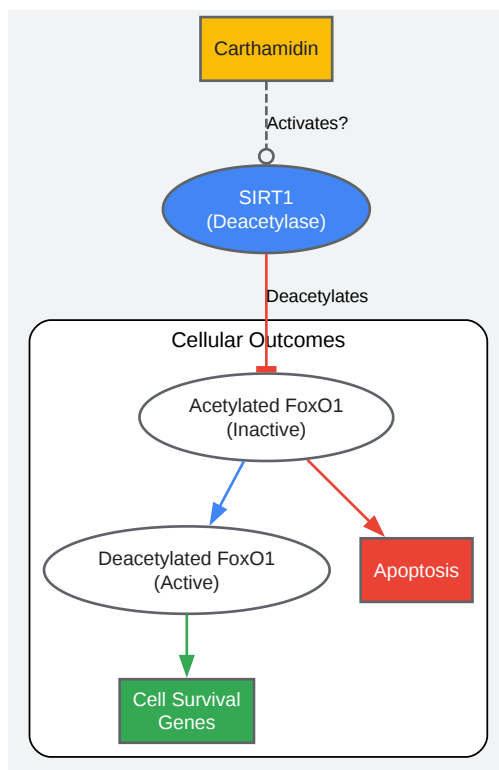 Carthamidin
Activates?
SIRT1
(Deacetylase)
Deacetylates
Cellular Outcomes
Acetylated FoxO1
(Inactive)
Deacetylated FoxO1
(Active)
Apoptosis
Cell Survival
Genes